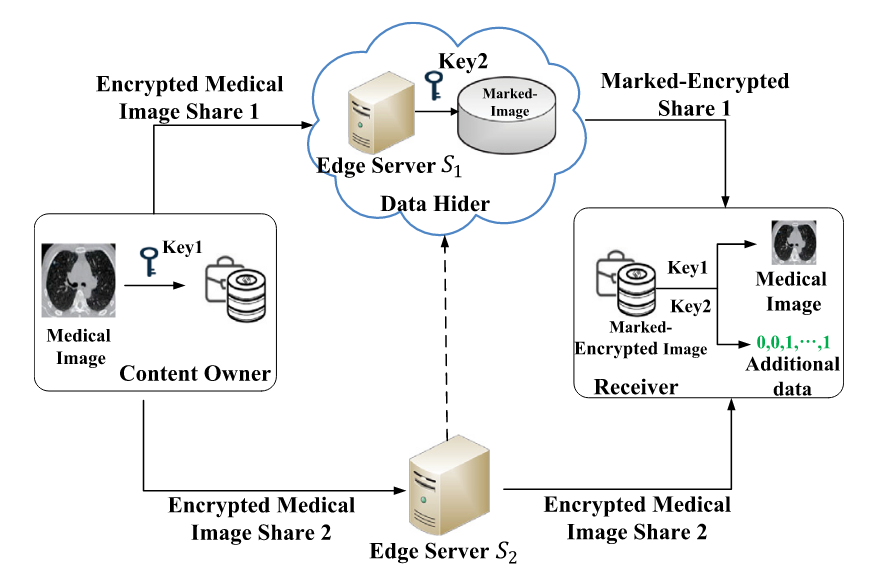 Encrypted Medical
Image Share 1
Key2
Marked-
Image
Edge Server S₁
Data Hider
Marked-Encrypted
Share 1
Key1
Medical
Image
Content Owner
Key1
Key2
Marked-
Encrypted Image
Medical
Image
0,0,1,···,1
Additional
data
Receiver
Encrypted Medical
Image Share 2
Edge Server S₂
Encrypted Medical
Image Share 2